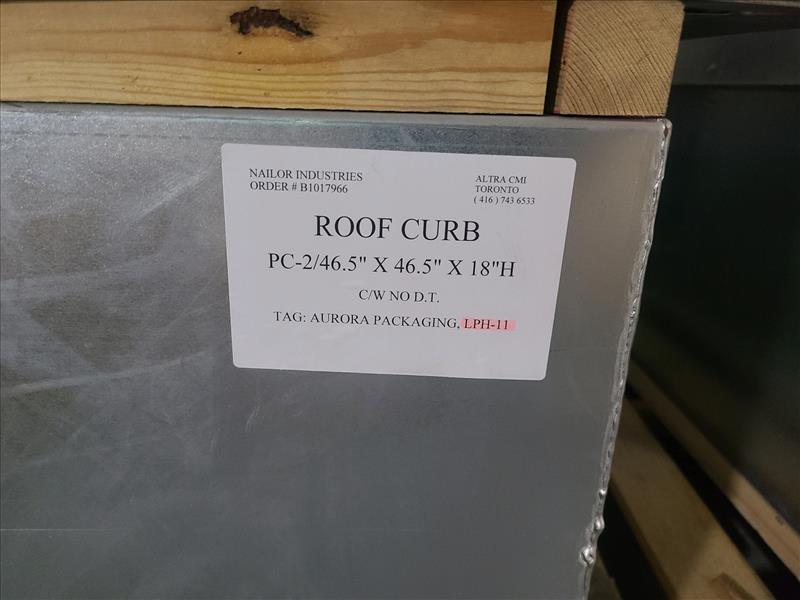 NAILOR INDUSTRIES
ORDER # B1017966
ALTRA CMI
TORONTO
( 416 ) 743 6533
ROOF CURB
PC-2/46.5" X 46.5" X 18"H
C/W NO D.T.
TAG: AURORA PACKAGING, LPH-11